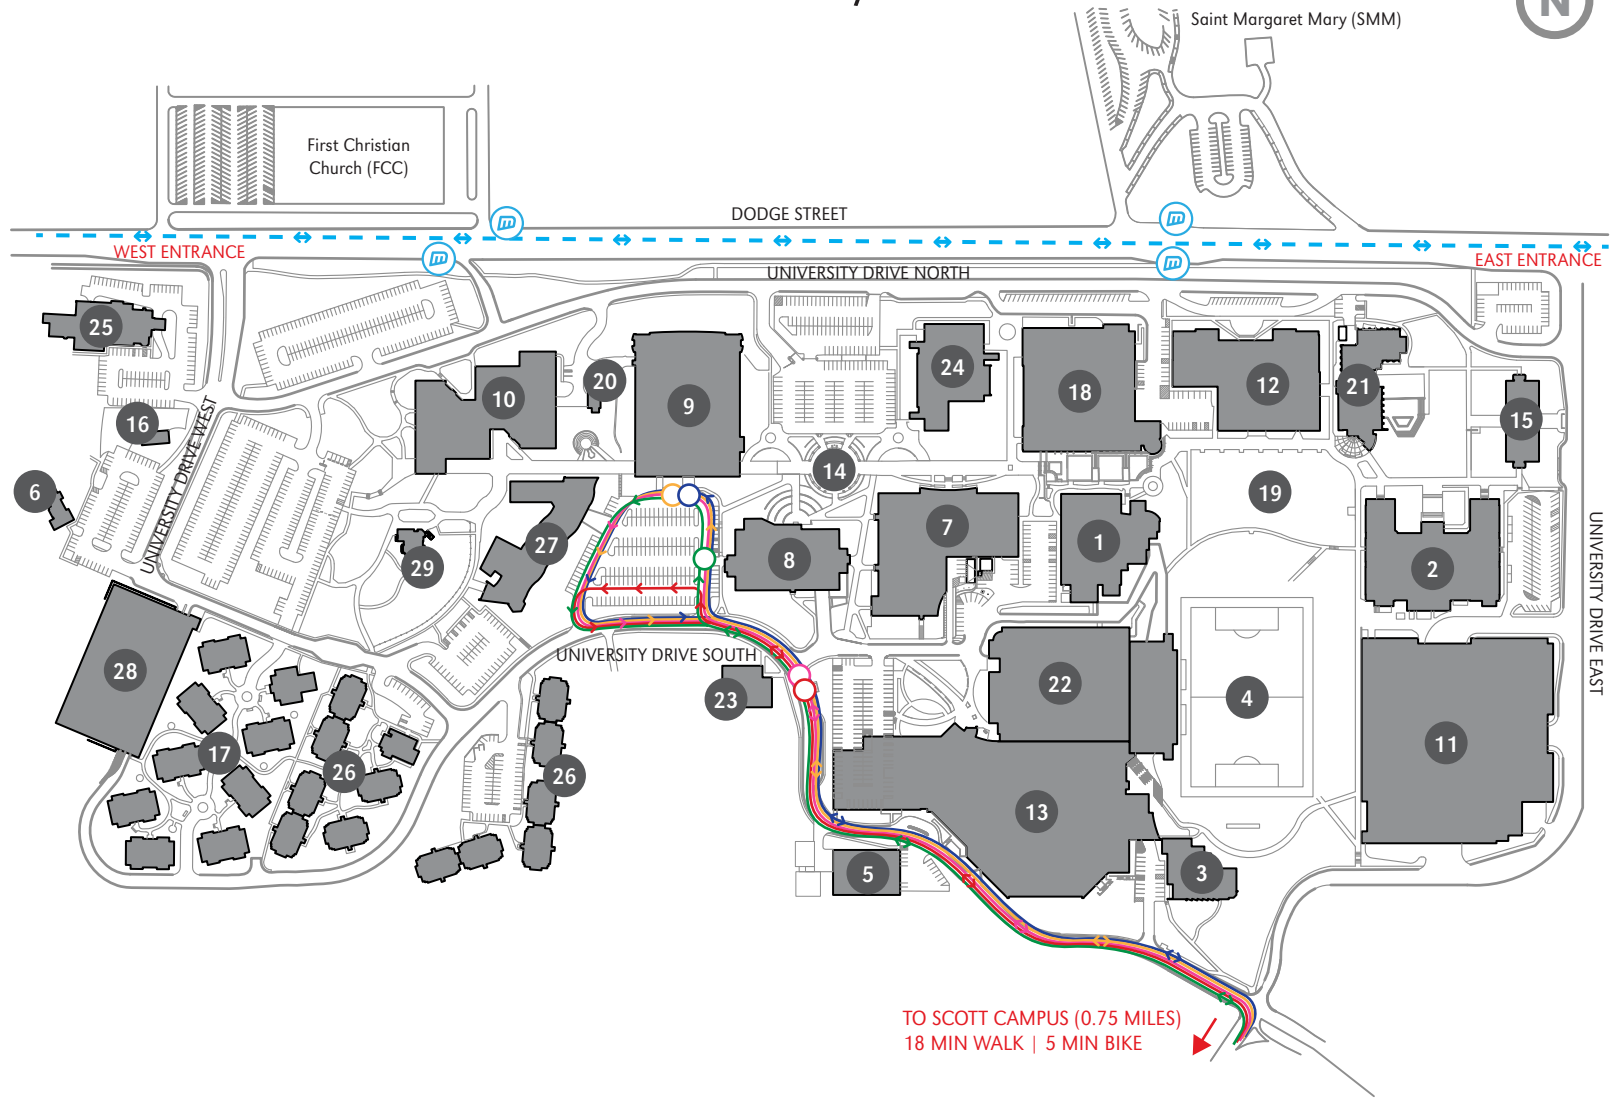 N
Saint Margaret Mary (SMM)
First Christian
Church (FCC)
DODGE STREET
WEST ENTRANCE
EAST ENTRANCE
UNIVERSITY DRIVE NORTH
25
24
20
10
9
18
12
21
15
16
UNIVERSITY DRIVE WEST
14
6
19
7
27
8
1
29
2
UNIVERSITY DRIVE EAST
UNIVERSITY DRIVE SOUTH
28
23
22
4
11
17
26
26
13
5
3
TO SCOTT CAMPUS (0.75 MILES)
18 MIN WALK | 5 MIN BIKE